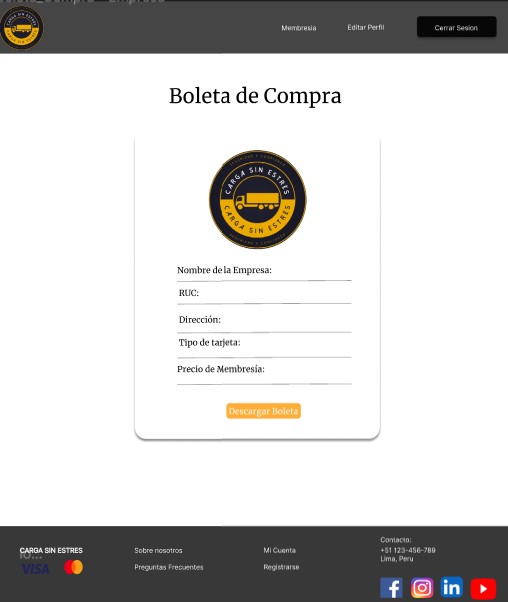 Membresia
Editar Perfil
Cerrar Sesion
Boleta de Compra
CARGA SIN ESTRES
CARGA SIN ESTRES
Nombre de la Empresa:
RUC:
Dirección:
Tipo de tarjeta:
Precio de Membresía:
Descargar Boleta
CARGA SIN ESTRES
VISA
Sobre nosotros
Preguntas Frecuentes
Mi Cuenta
Registrarse
Contacto:
+51 123-456-789
Lima, Peru